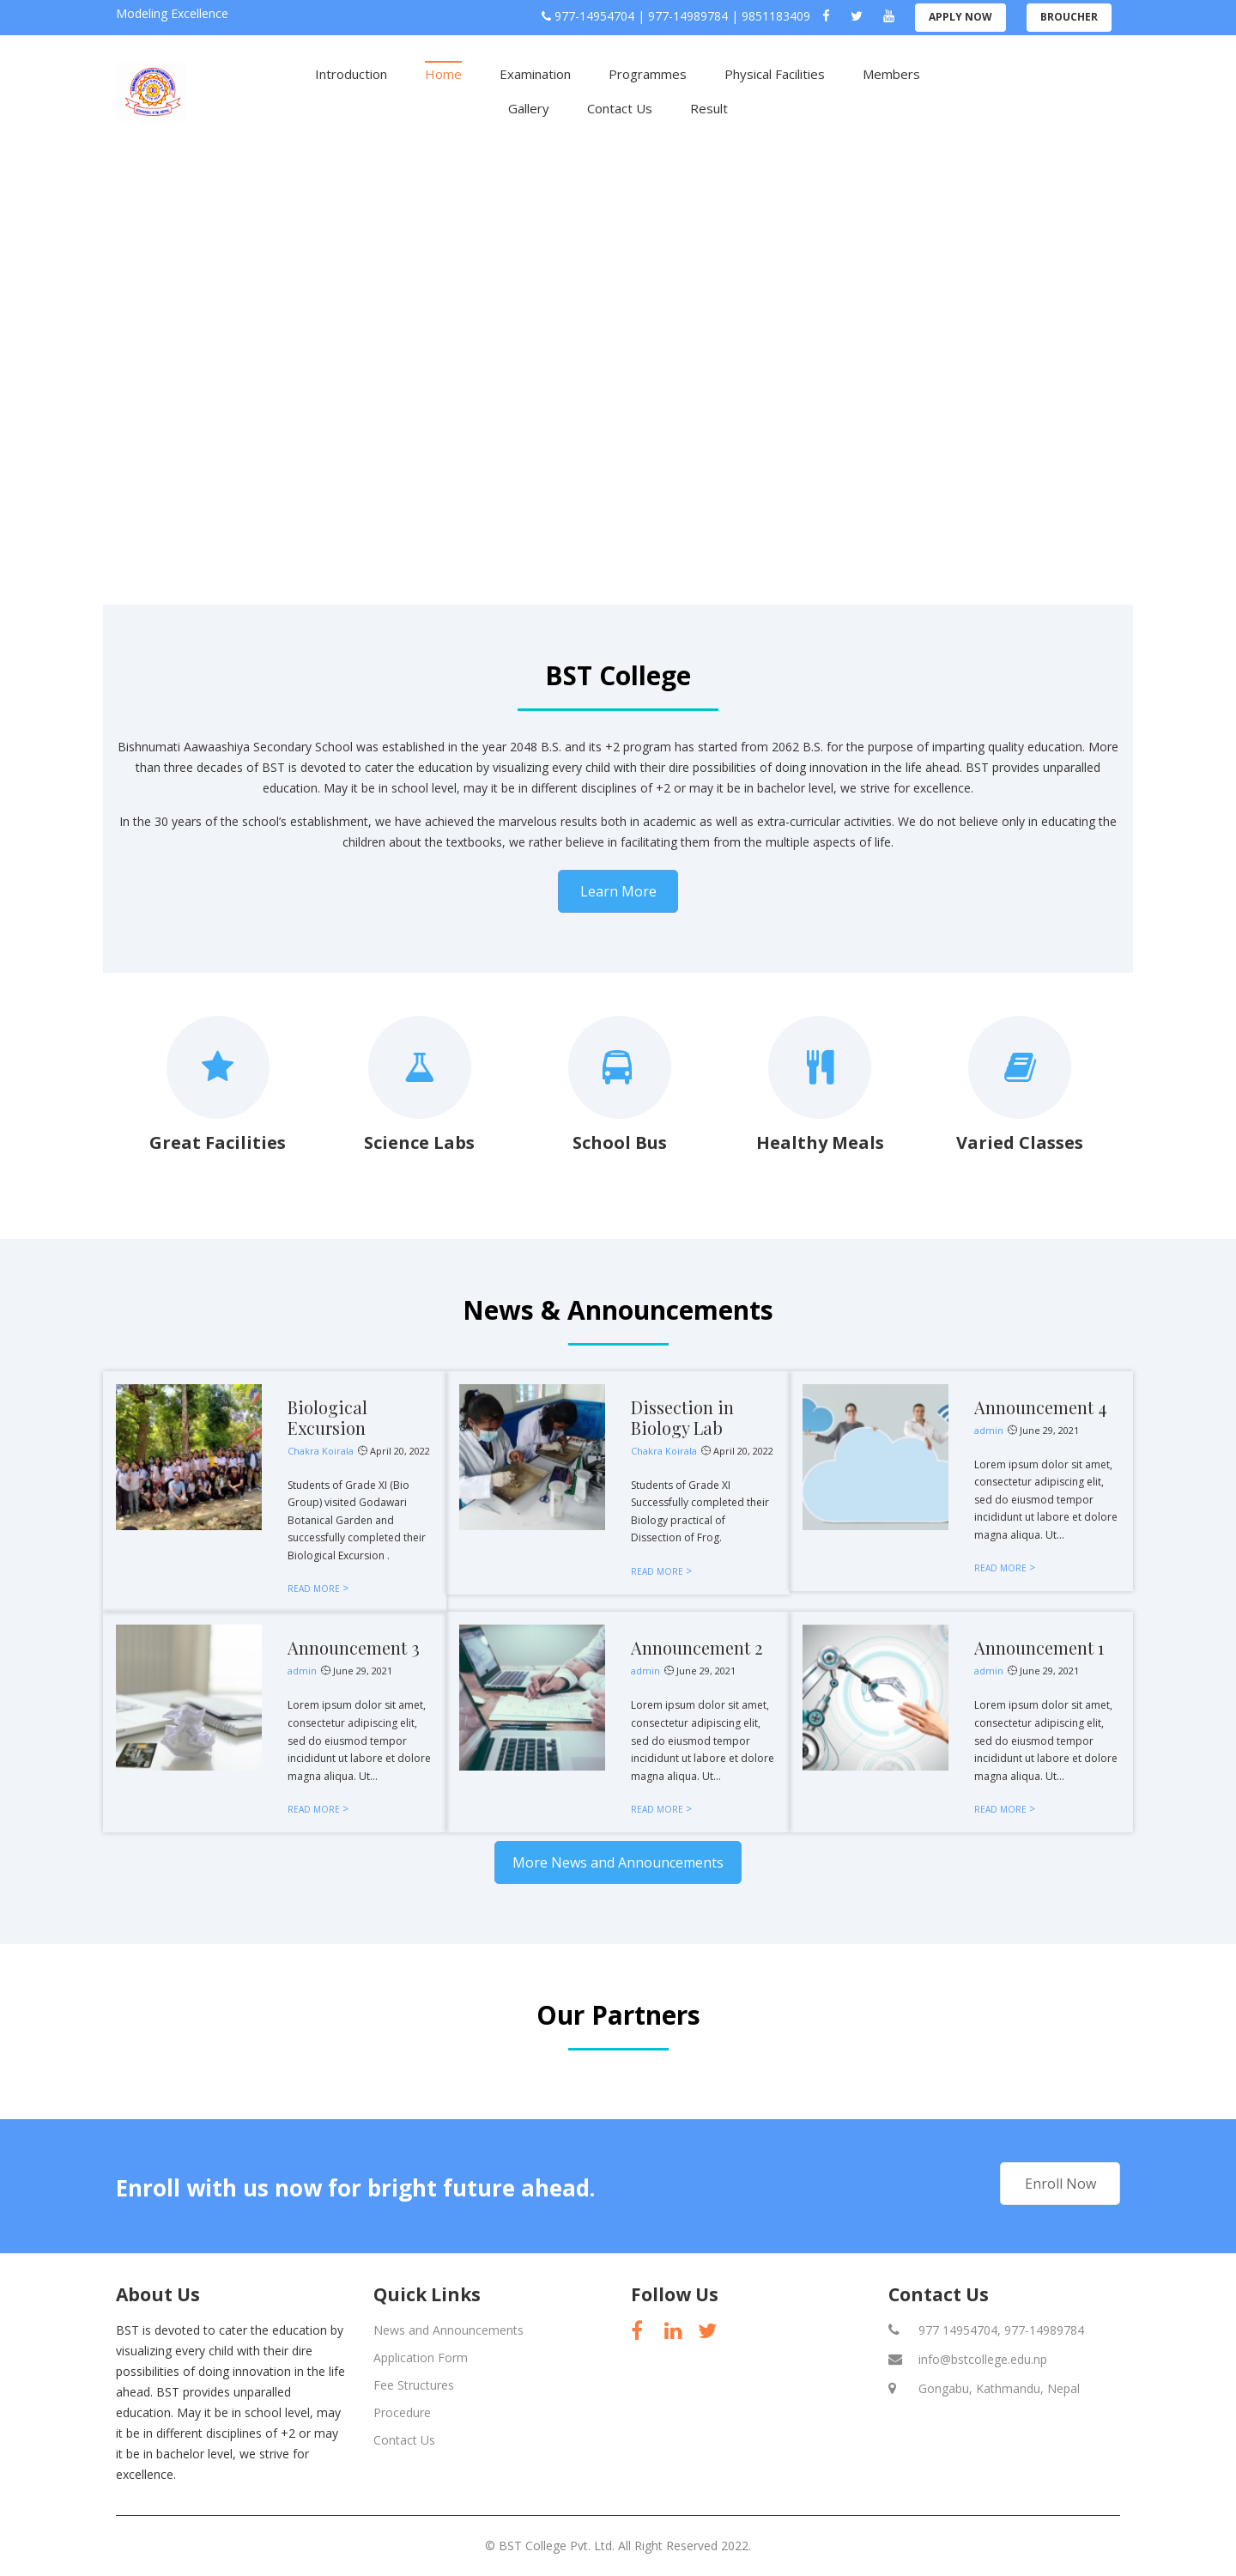 Modeling Excellence
977-14954704 | 977-14989784 | 9851183409
APPLY NOW
BROUCHER
Introduction
Home
Examination
Programmes
Physical Facilities
Members
Gallery
Contact Us
Result
BST College
Bishnumati Aawaashiya Secondary School was established in the year 2048 B.S. and its +2 program has started from 2062 B.S. for the purpose of imparting quality education. More
than three decades of BST is devoted to cater the education by visualizing every child with their dire possibilities of doing innovation in the life ahead. BST provides unparalled
education. May it be in school level, may it be in different disciplines of +2 or may it be in bachelor level, we strive for excellence.
In the 30 years of the school’s establishment, we have achieved the marvelous results both in academic as well as extra-curricular activities. We do not believe only in educating the
children about the textbooks, we rather believe in facilitating them from the multiple aspects of life.
Learn More
Great Facilities
Science Labs
School Bus
Healthy Meals
Varied Classes
News & Announcements
Biological
Excursion
Chakra Koirala April 20, 2022
Students of Grade XI (Bio
Group) visited Godawari
Botanical Garden and
successfully completed their
Biological Excursion .
READ MORE >
Dissection in
Biology Lab
Chakra Koirala April 20, 2022
Students of Grade XI
Successfully completed their
Biology practical of
Dissection of Frog.
READ MORE >
Announcement 4
admin June 29, 2021
Lorem ipsum dolor sit amet,
consectetur adipiscing elit,
sed do eiusmod tempor
incididunt ut labore et dolore
magna aliqua. Ut...
READ MORE >
Announcement 3
admin June 29, 2021
Lorem ipsum dolor sit amet,
consectetur adipiscing elit,
sed do eiusmod tempor
incididunt ut labore et dolore
magna aliqua. Ut...
READ MORE >
Announcement 2
admin June 29, 2021
Lorem ipsum dolor sit amet,
consectetur adipiscing elit,
sed do eiusmod tempor
incididunt ut labore et dolore
magna aliqua. Ut...
READ MORE >
Announcement 1
admin June 29, 2021
Lorem ipsum dolor sit amet,
consectetur adipiscing elit,
sed do eiusmod tempor
incididunt ut labore et dolore
magna aliqua. Ut...
READ MORE >
More News and Announcements
Our Partners
Enroll with us now for bright future ahead.
Enroll Now
About Us
BST is devoted to cater the education by
visualizing every child with their dire
possibilities of doing innovation in the life
ahead. BST provides unparalled
education. May it be in school level, may
it be in different disciplines of +2 or may
it be in bachelor level, we strive for
excellence.
Quick Links
News and Announcements
Application Form
Fee Structures
Procedure
Contact Us
Follow Us
Contact Us
977 14954704, 977-14989784
info@bstcollege.edu.np
Gongabu, Kathmandu, Nepal
© BST College Pvt. Ltd. All Right Reserved 2022.